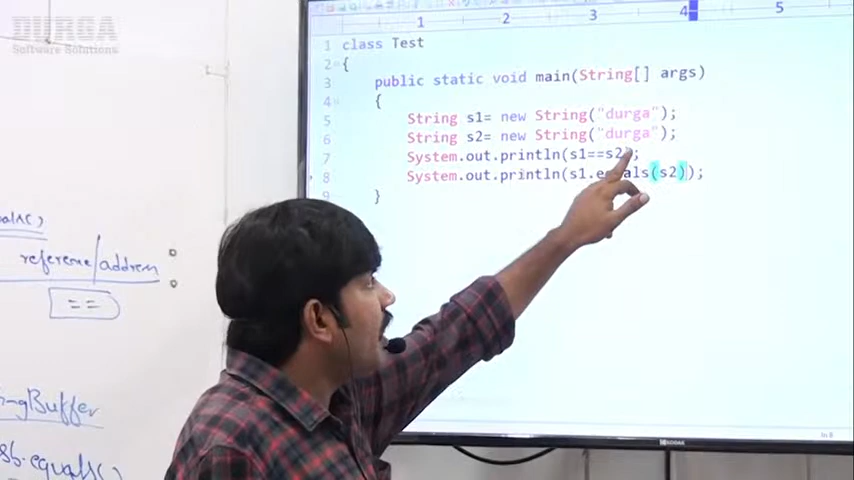 DURGA
Software Solutions
1 2 3 4 5
1 class Test
2 {
3 public static void main(String[] args)
4 {
5 String s1= new String("durga");
6 String s2= new String("durga");
7 System.out.println(s1==s2);
8 System.out.println(s1.equals(s2));
9 }
reference/address
==
sb.equals()